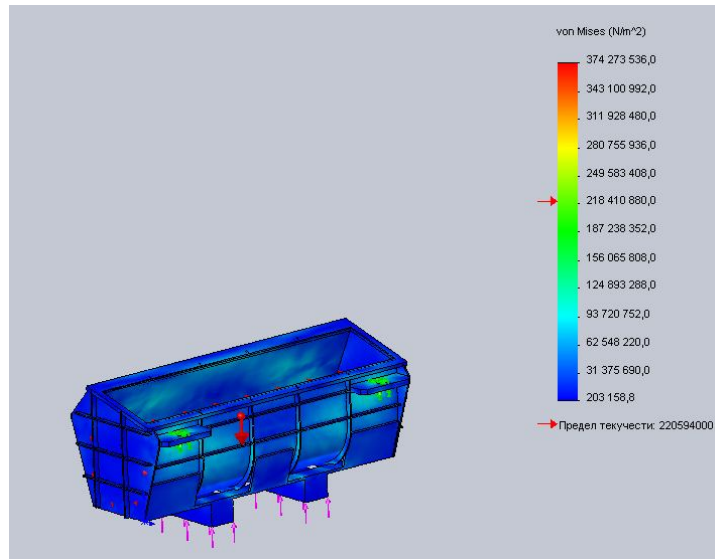 von Mises (N/m^2)
374 273 536,0
343 100 992,0
311 928 480,0
280 755 936,0
249 583 408,0
218 410 880,0
187 238 352,0
156 065 808,0
124 893 288,0
93 720 752,0
62 548 220,0
31 375 690,0
203 158,8
Предел текучести: 220594000